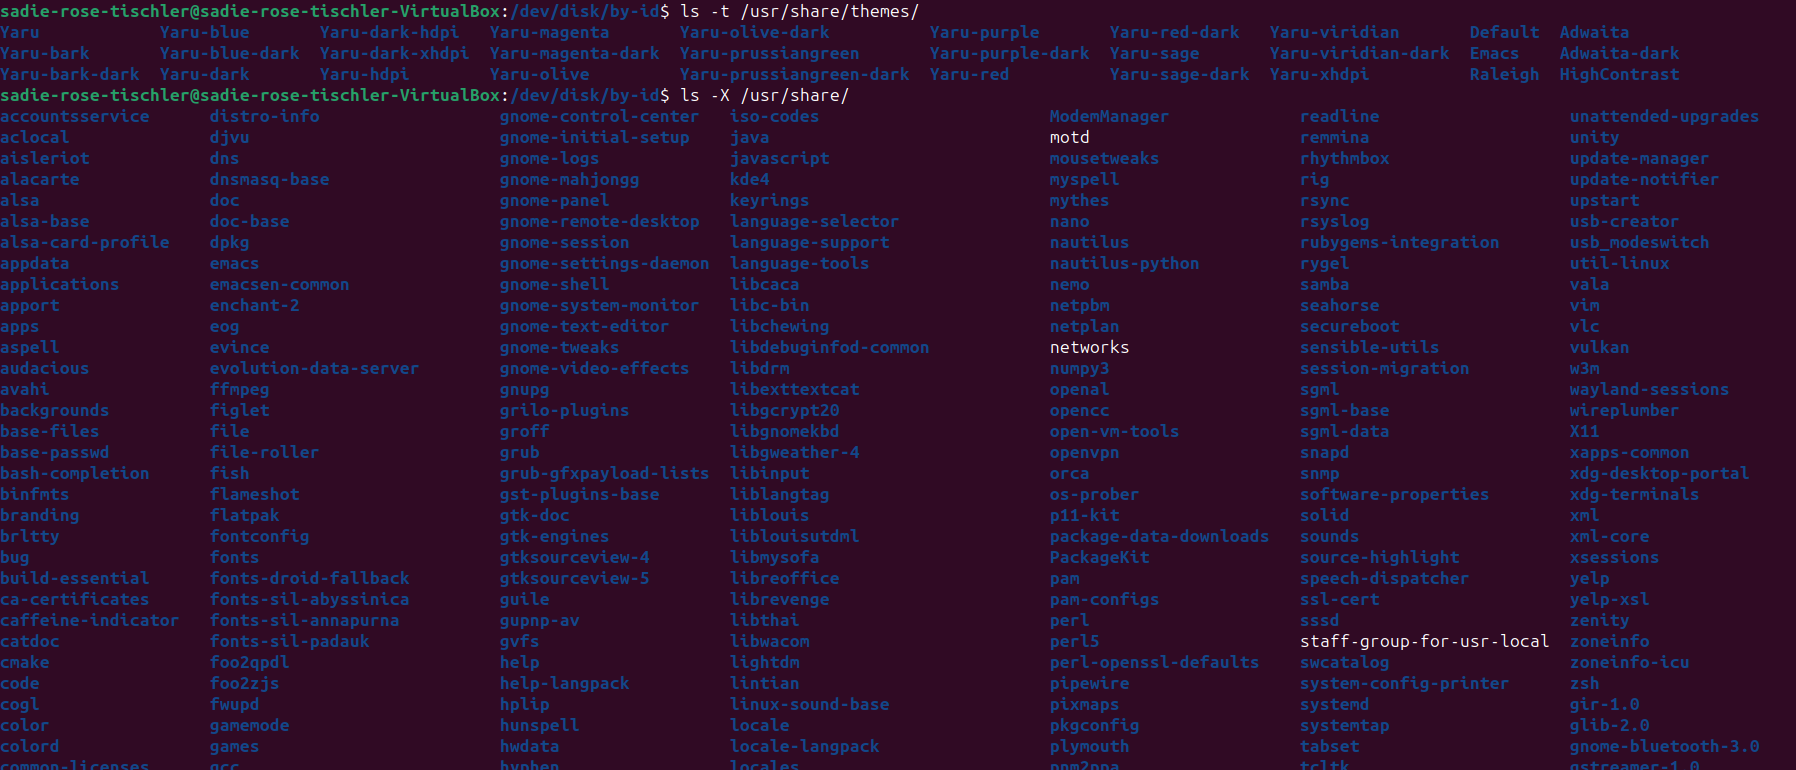 sadie-rose-tischler@sadie-rose-tischler-VirtualBox:/dev/disk/by-id$ ls -t /usr/share/themes/
Yaru Yaru-blue Yaru-dark-hdpi Yaru-magenta Yaru-olive-dark Yaru-purple Yaru-red-dark Yaru-viridian Default Adwaita
Yaru-bark Yaru-blue-dark Yaru-dark-xhdpi Yaru-magenta-dark Yaru-prussiangreen Yaru-purple-dark Yaru-sage Yaru-viridian-dark Emacs Adwaita-dark
Yaru-bark-dark Yaru-dark Yaru-hdpi Yaru-olive Yaru-prussiangreen-dark Yaru-red Yaru-sage-dark Yaru-xhdpi Raleigh HighContrast
sadie-rose-tischler@sadie-rose-tischler-VirtualBox:/dev/disk/by-id$ ls -X /usr/share/
accountsservice distro-info gnome-control-center iso-codes ModemManager readline unattended-upgrades
aclocal djvu gnome-initial-setup java motd remmina unity
aisleriot dns gnome-logs javascript mousetweaks rhythmbox update-manager
alacarte dnsmasq-base gnome-mahjongg kde4 myspell rig update-notifier
alsa doc gnome-panel keyrings mythes rsync upstart
alsa-base doc-base gnome-remote-desktop language-selector nano rsyslog usb-creator
alsa-card-profile dpkg gnome-session language-support nautilus rubygems-integration usb_modeswitch
appdata emacs gnome-settings-daemon language-tools nautilus-python rygel util-linux
applications emacsen-common gnome-shell libcaca nemo samba vala
apport enchant-2 gnome-system-monitor libc-bin netpbm seahorse vim
apps eog gnome-text-editor libchewing netplan secureboot vlc
aspell evince gnome-tweaks libdebuginfod-common networks sensible-utils vulkan
audacious evolution-data-server gnome-video-effects libdrm numpy3 session-migration w3m
avahi ffmpeg gnupg libexttextcat openal sgml wayland-sessions
backgrounds figlet grilo-plugins libgcrypt20 opencc sgml-base wireplumber
base-files file groff libgnomekbd open-vm-tools sgml-data X11
base-passwd file-roller grub libgweather-4 openvpn snapd xapps-common
bash-completion fish grub-gfxpayload-lists libinput orca snmp xdg-desktop-portal
binfmts flameshot gst-plugins-base liblangtag os-prober software-properties xdg-terminals
branding flatpak gtk-doc liblouis p11-kit solid xml
brltty fontconfig gtk-engines liblouisutdml package-data-downloads sounds xml-core
bug fonts gtksourceview-4 libmysofa PackageKit source-highlight xsessions
build-essential fonts-droid-fallback gtksourceview-5 libreoffice pam speech-dispatcher yelp
ca-certificates fonts-sil-abyssinica guile librevenge pam-configs ssl-cert yelp-xsl
caffeine-indicator fonts-sil-annapurna gupnp-av libthai perl sssd zenity
catdoc fonts-sil-padauk gvfs libwacom perl5 staff-group-for-usr-local zoneinfo
cmake foo2qpdl help lightdm perl-openssl-defaults swcatalog zoneinfo-icu
code foo2zjs help-langpack lintian pipewire system-config-printer zsh
cogl fwupd hplip linux-sound-base pixmaps systemd gir-1.0
color gamemode hunspell locale pkgconfig systemtap glib-2.0
colord games hwdata locale-langpack plymouth tabset gnome-bluetooth-3.0
common-licenses gcc hyphen locales pnm2ppa tcltk gstreamer-1.0